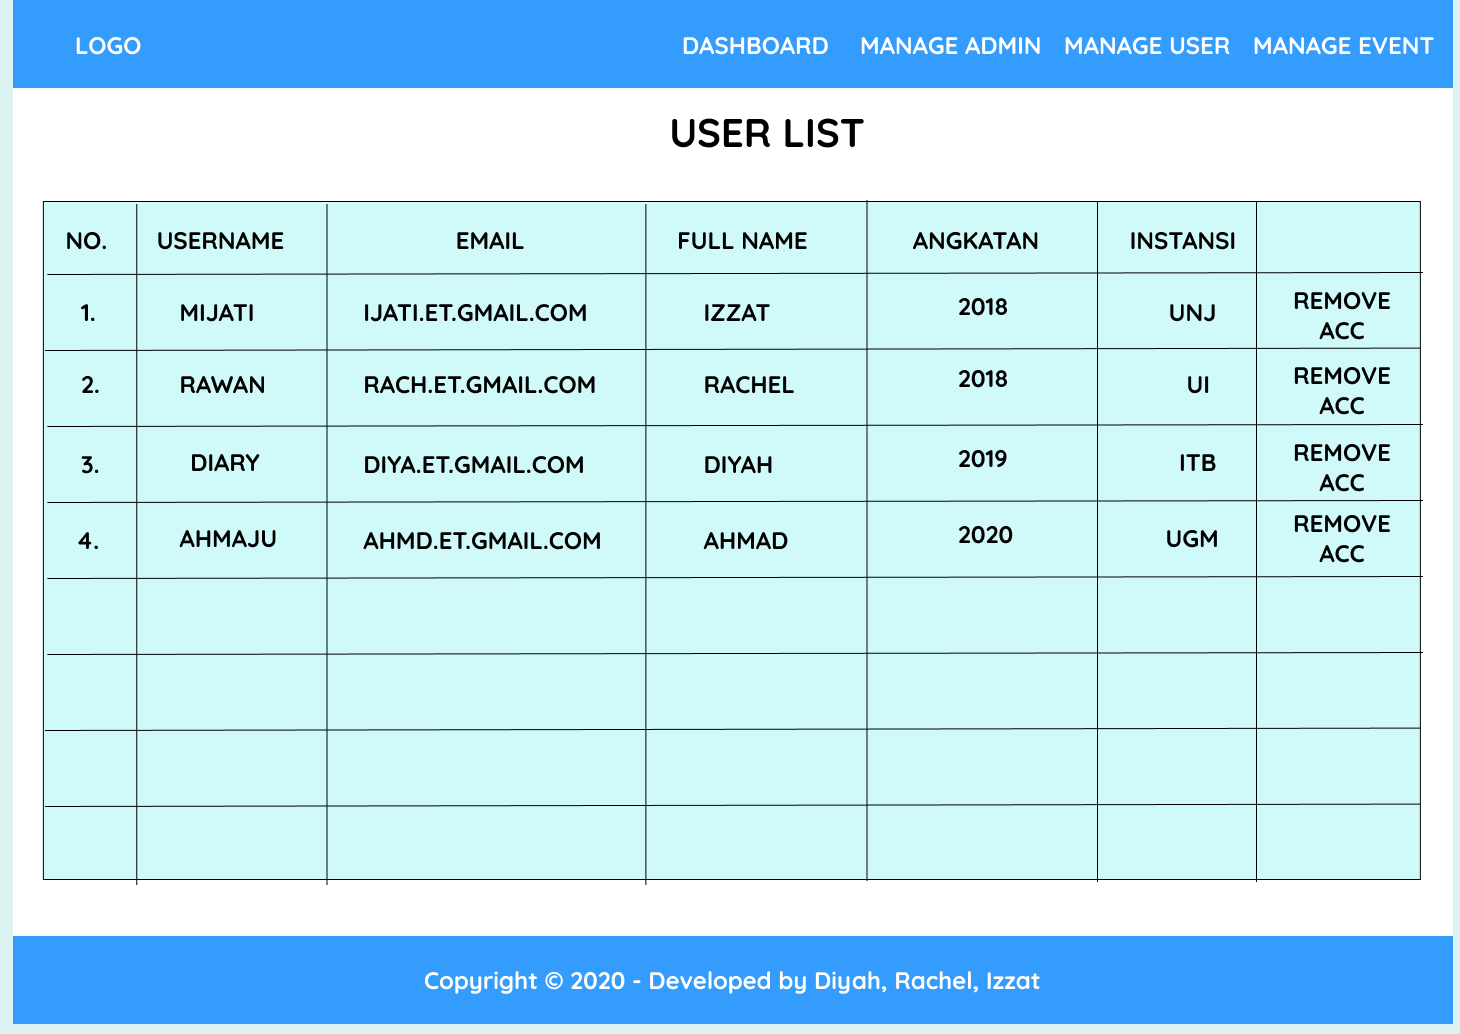 LOGO DASHBOARD MANAGE ADMIN MANAGE USER MANAGE EVENT
USER LIST
NO. USERNAME EMAIL FULL NAME ANGKATAN INSTANSI
1. MIJATI IJATI.ET.GMAIL.COM IZZAT 2018 UNJ REMOVE
ACC
2. RAWAN RACH.ET.GMAIL.COM RACHEL 2018 UI REMOVE
ACC
3. DIARY DIYA.ET.GMAIL.COM DIYAH 2019 ITB REMOVE
ACC
4. AHMAJU AHMD.ET.GMAIL.COM AHMAD 2020 UGM REMOVE
ACC
Copyright © 2020 - Developed by Diyah, Rachel, Izzat